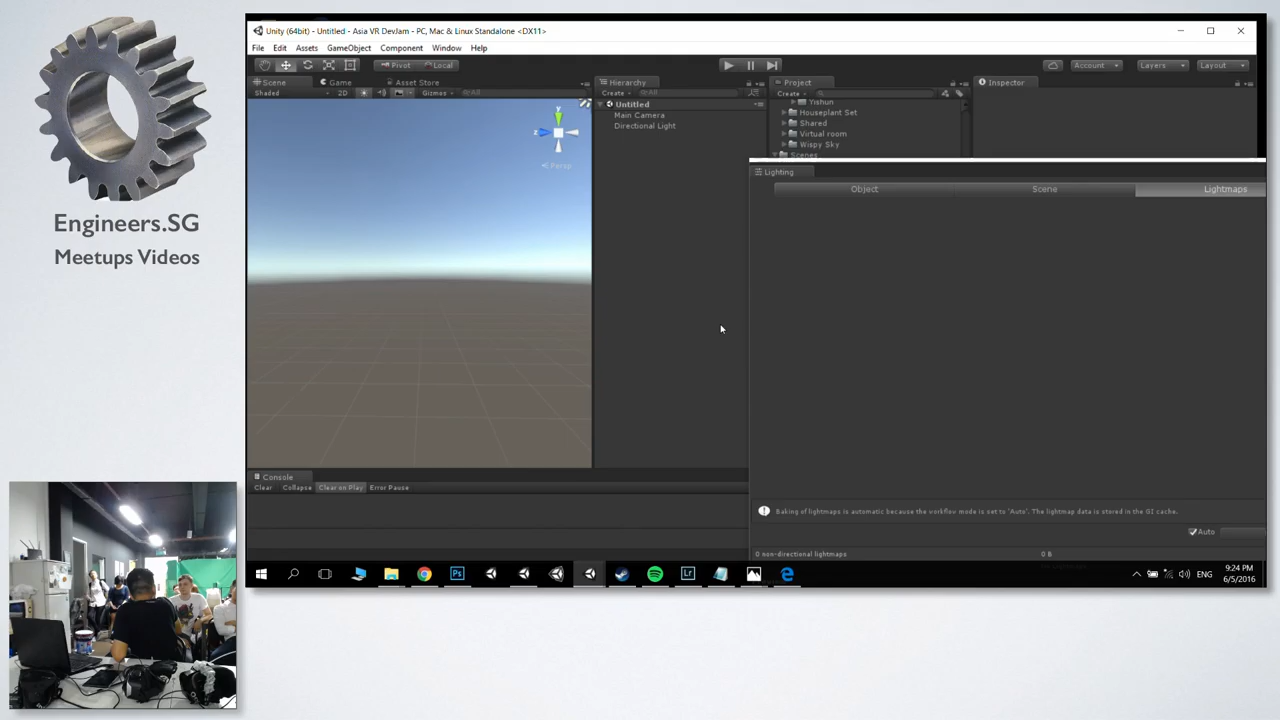 Engineers.SG
Meetups Videos
Unity (64bit) - Untitled - Asia VR DevJam - PC, Mac & Linux Standalone <DX11>
File Edit Assets GameObject Component Window Help
Pivot Local Account Layers Layout
Scene Game Asset Store Hierarchy Project Inspector
Shaded 2D Gizmos All Create All Create
Untitled
Main Camera
Directional Light
Yishun
Houseplant Set
Shared
Virtual room
Wispy Sky
Scenes
y
z
Persp
Lighting
Object Scene Lightmaps
Baking of lightmaps is automatic because the workflow mode is set to 'Auto'. The lightmap data is stored in the GI cache.
Auto
0 non-directional lightmaps 0 B
Console
Clear Collapse Clear on Play Error Pause
Ps
Lr
ENG
9:24 PM
6/5/2016